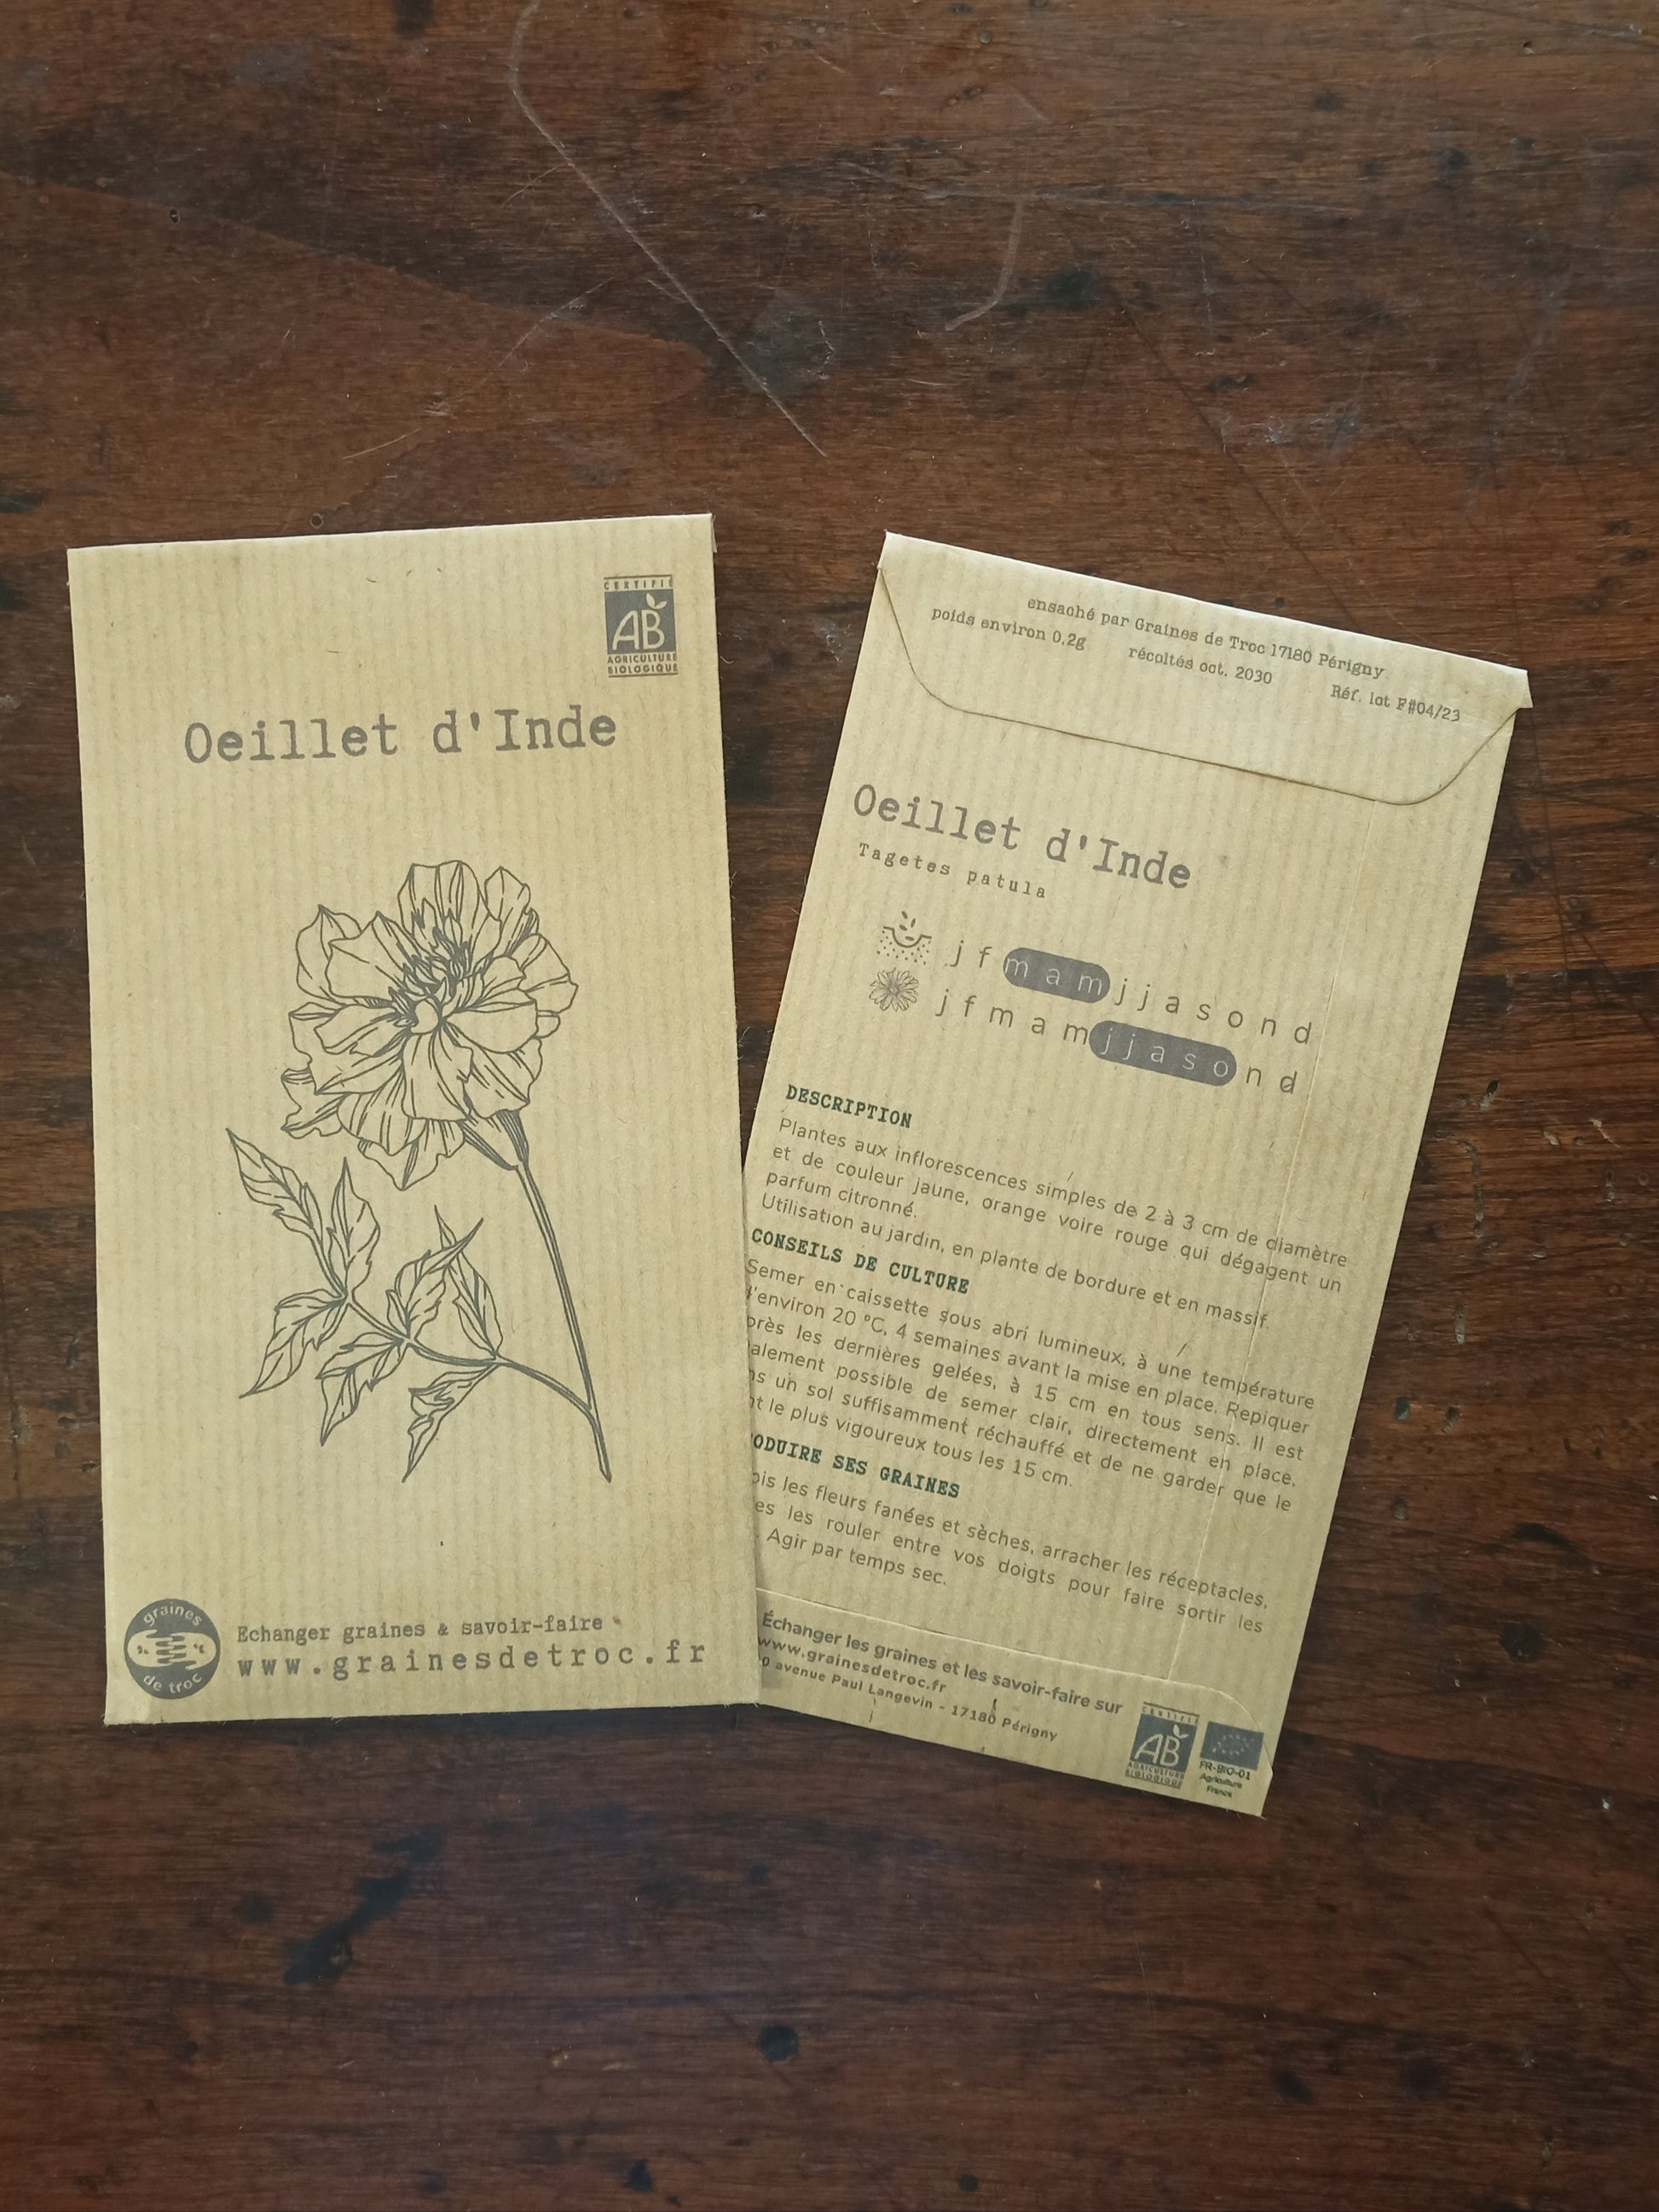 CERTIFIÉ
AB
AGRICULTURE
BIOLOGIQUE
Oeillet d'Inde
graines
de troc
Echanger graines & savoir-faire
www.grainesdetroc.fr
ensaché par Graines de Troc 17180 Périgny
poids environ 0,2g récoltés oct. 2030 Réf. lot F#04/23
Oeillet d'Inde
Tagetes patula
j f m a m j j a s o n d
j f m a m j j a s o n d
DESCRIPTION
Plantes aux inflorescences simples de 2 à 3 cm de diamètre
et de couleur jaune, orange voire rouge qui dégagent un
parfum citronné.
Utilisation au jardin, en plante de bordure et en massif.
CONSEILS DE CULTURE
Semer en caissette sous abri lumineux, à une température
d'environ 20 °C, 4 semaines avant la mise en place. Repiquer
les dernières gelées, à 15 cm en tous sens. Il est
possible de semer clair, directement en place,
un sol suffisamment réchauffé et de ne garder que le
le plus vigoureux tous les 15 cm.
SES GRAINES
les fleurs fanées et sèches, arracher les réceptacles,
les rouler entre vos doigts pour faire sortir les
Agir par temps sec.
Échanger les graines et les savoir-faire sur
www.grainesdetroc.fr
avenue Paul Langevin - 17180 Périgny
CERTIFIÉ
AB
AGRICULTURE
BIOLOGIQUE
FR-BIO-01
Agriculture
France